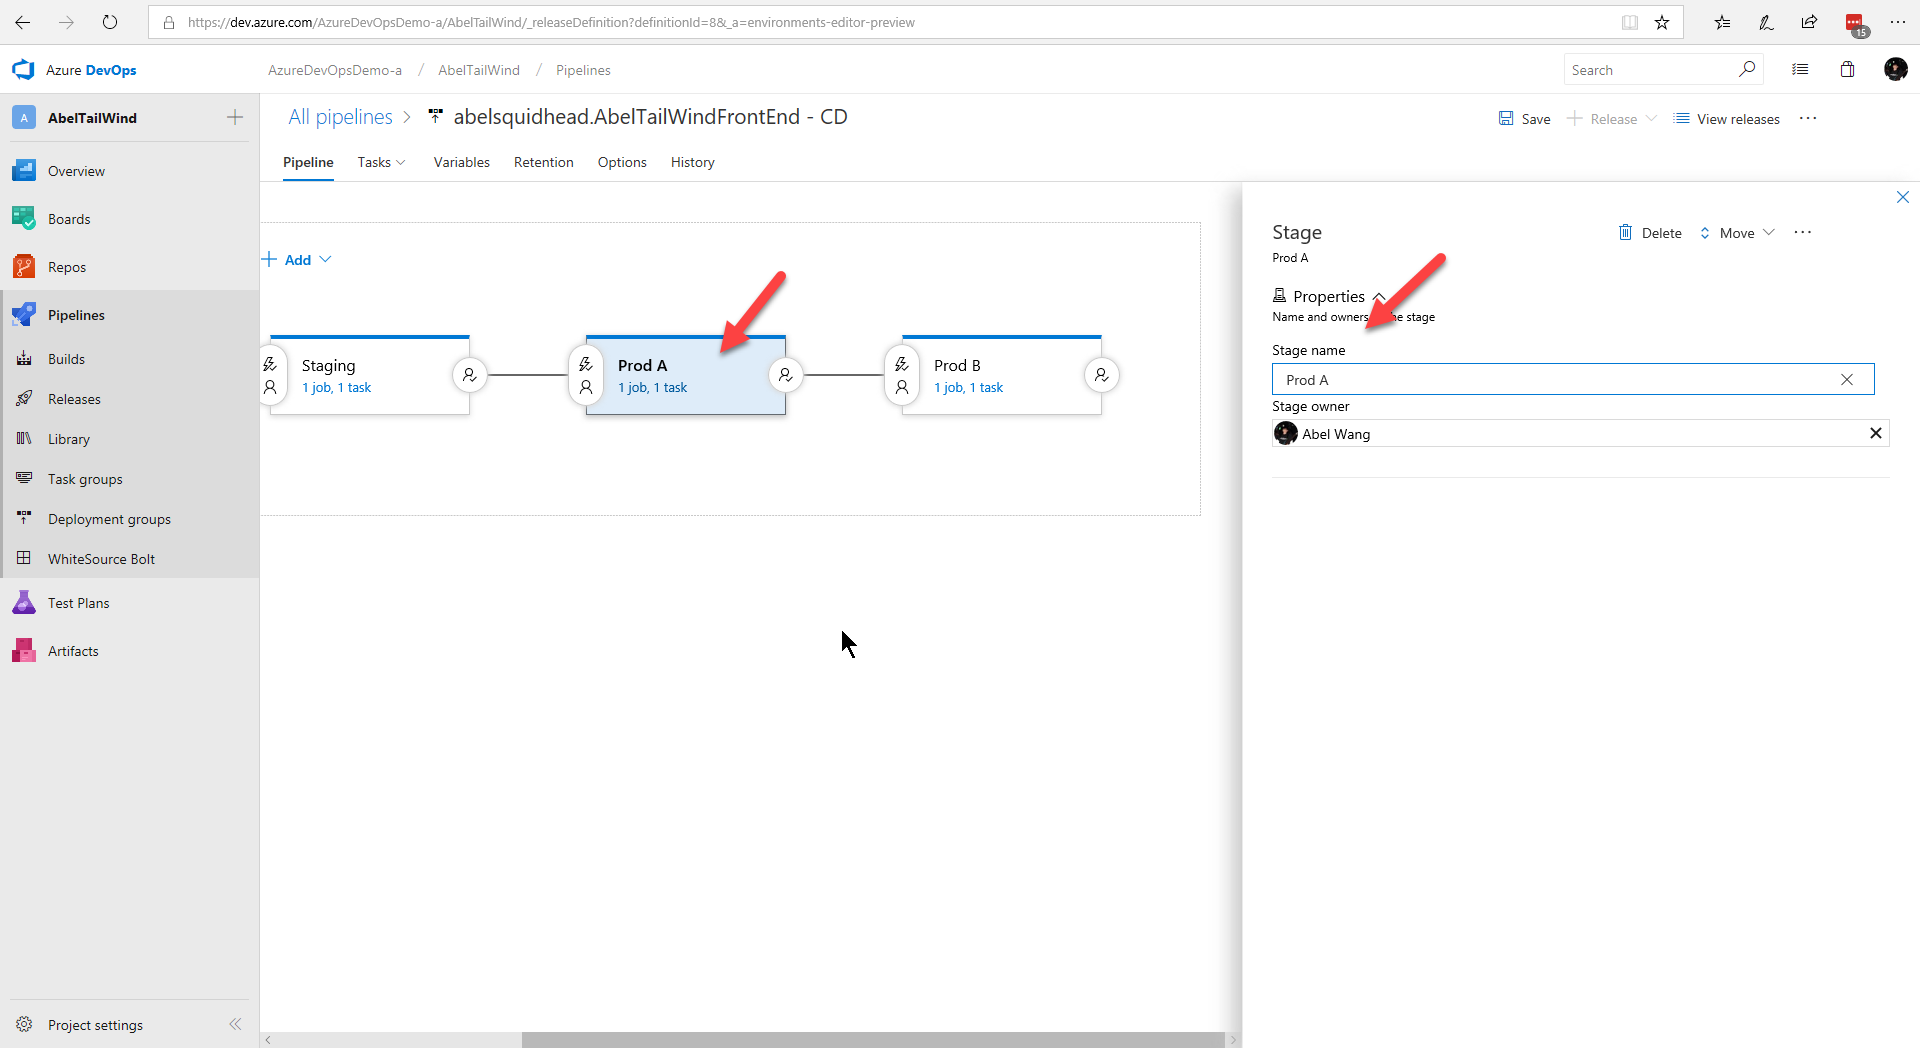 https://dev.azure.com/AzureDevOpsDemo-a/AbelTailWind/_releaseDefinition?definitionId=8&_a=environments-editor-preview
15
Azure DevOps
AzureDevOpsDemo-a / AbelTailWind / Pipelines
Search
A AbelTailWind
Overview
Boards
Repos
Pipelines
Builds
Releases
Library
Task groups
Deployment groups
WhiteSource Bolt
Test Plans
Artifacts
Project settings
All pipelines > abelsquidhead.AbelTailWindFrontEnd - CD
Save Release View releases ...
Pipeline Tasks Variables Retention Options History
+ Add
Staging
1 job, 1 task
Prod A
1 job, 1 task
Prod B
1 job, 1 task
Stage
Delete Move ...
Prod A
Properties
Name and owners he stage
Stage name
Prod A
Stage owner
Abel Wang